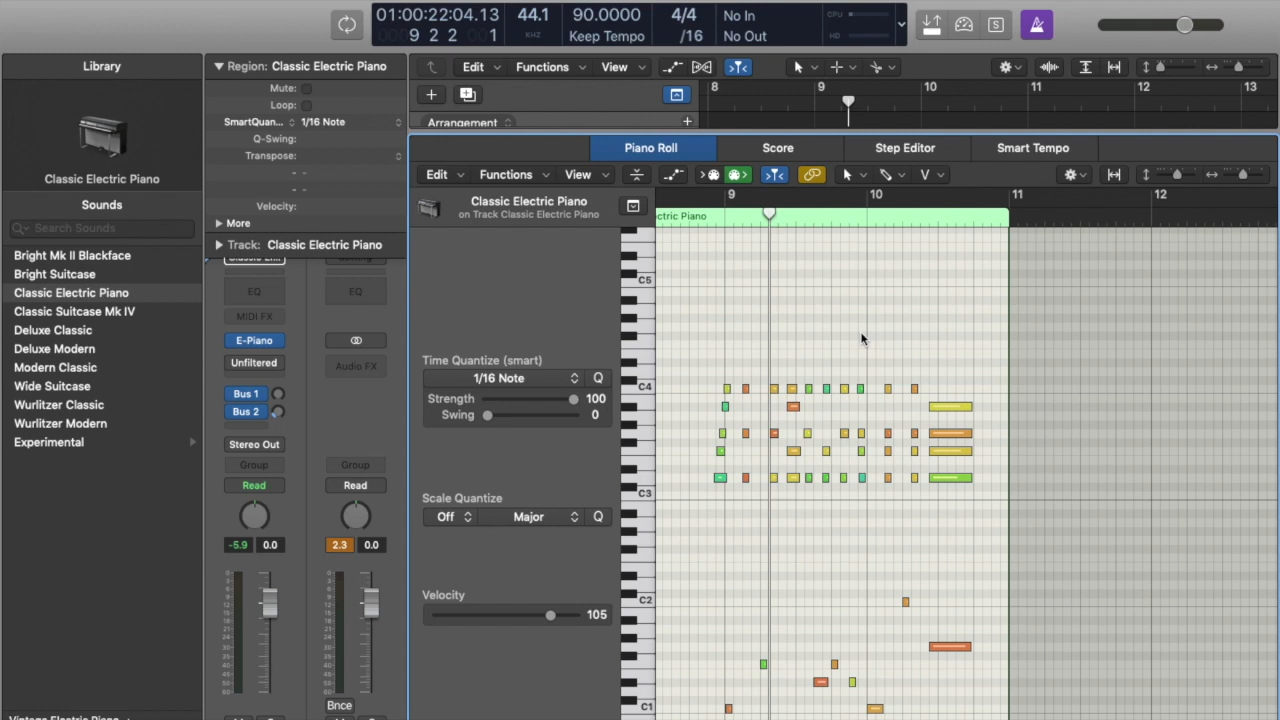 01:00:22:04.13
9 2 2 1
44.1
KHZ
90.0000
Keep Tempo
4/4
/16
No In
No Out
CPU
HD
S
Library
Classic Electric Piano
Sounds
Search Sounds
Bright Mk II Blackface
Bright Suitcase
Classic Electric Piano
Classic Suitcase Mk IV
Deluxe Classic
Deluxe Modern
Modern Classic
Wide Suitcase
Wurlitzer Classic
Wurlitzer Modern
Experimental
Region: Classic Electric Piano
Mute:
Loop:
SmartQuan... 1/16 Note
Q-Swing:
Transpose:
Velocity:
More
Track: Classic Electric Piano
EQ
EQ
MIDI FX
E-Piano
Unfiltered
Audio FX
Bus 1
Bus 2
Stereo Out
Group
Group
Read
Read
-5.9 0.0
2.3 0.0
Bnce
Edit
Functions
View
8 9 10 11 12 13
Arrangement
Piano Roll
Score
Step Editor
Smart Tempo
Edit
Functions
View
V
9 10 11 12
Classic Electric Piano
on Track Classic Electric Piano
ctric Piano
Time Quantize (smart)
1/16 Note
Q
Strength 100
Swing 0
Scale Quantize
Off
Major
Q
Velocity
105
C5
C4
C3
C2
C1